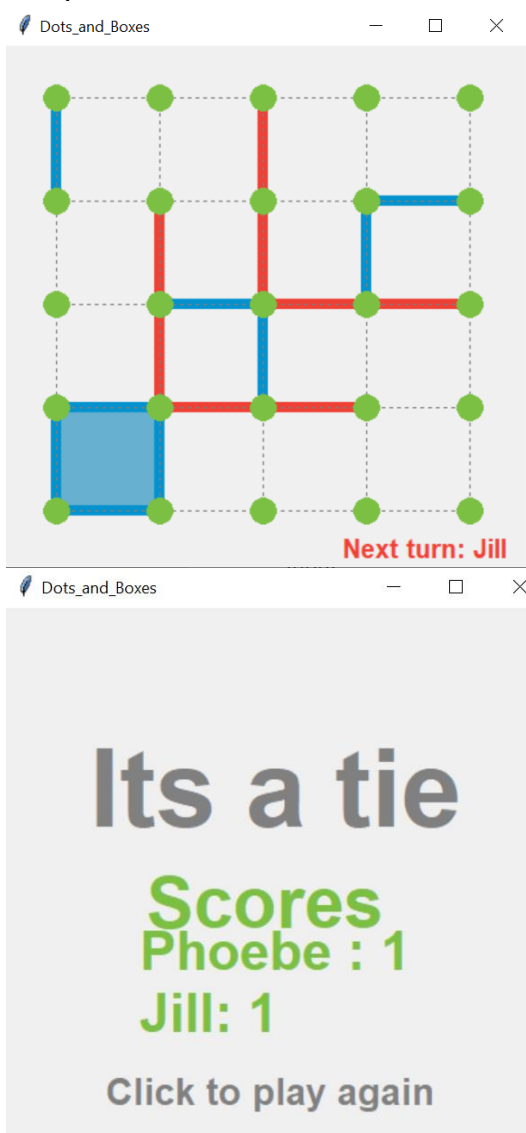 Dots_and_Boxes
Next turn: Jill
Dots_and_Boxes
Its a tie
Scores
Phoebe : 1
Jill: 1
Click to play again